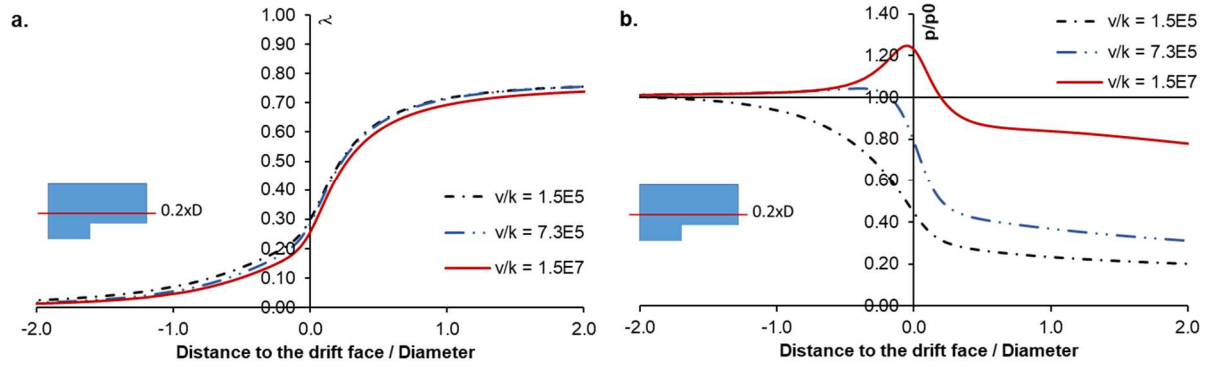 a.
1.00
λ
0.90
0.80
0.70
0.60
0.50
0.40
0.30
0.20
0.10
0.00
v/k = 1.5E5
v/k = 7.3E5
v/k = 1.5E7
0.2xD
-2.0 -1.0 0.0 1.0 2.0
Distance to the drift face / Diameter
b.
1.40
p/p0
1.20
1.00
0.80
0.60
0.40
0.20
0.00
v/k = 1.5E5
v/k = 7.3E5
v/k = 1.5E7
0.2xD
-2.0 -1.0 0.0 1.0 2.0
Distance to the drift face / Diameter